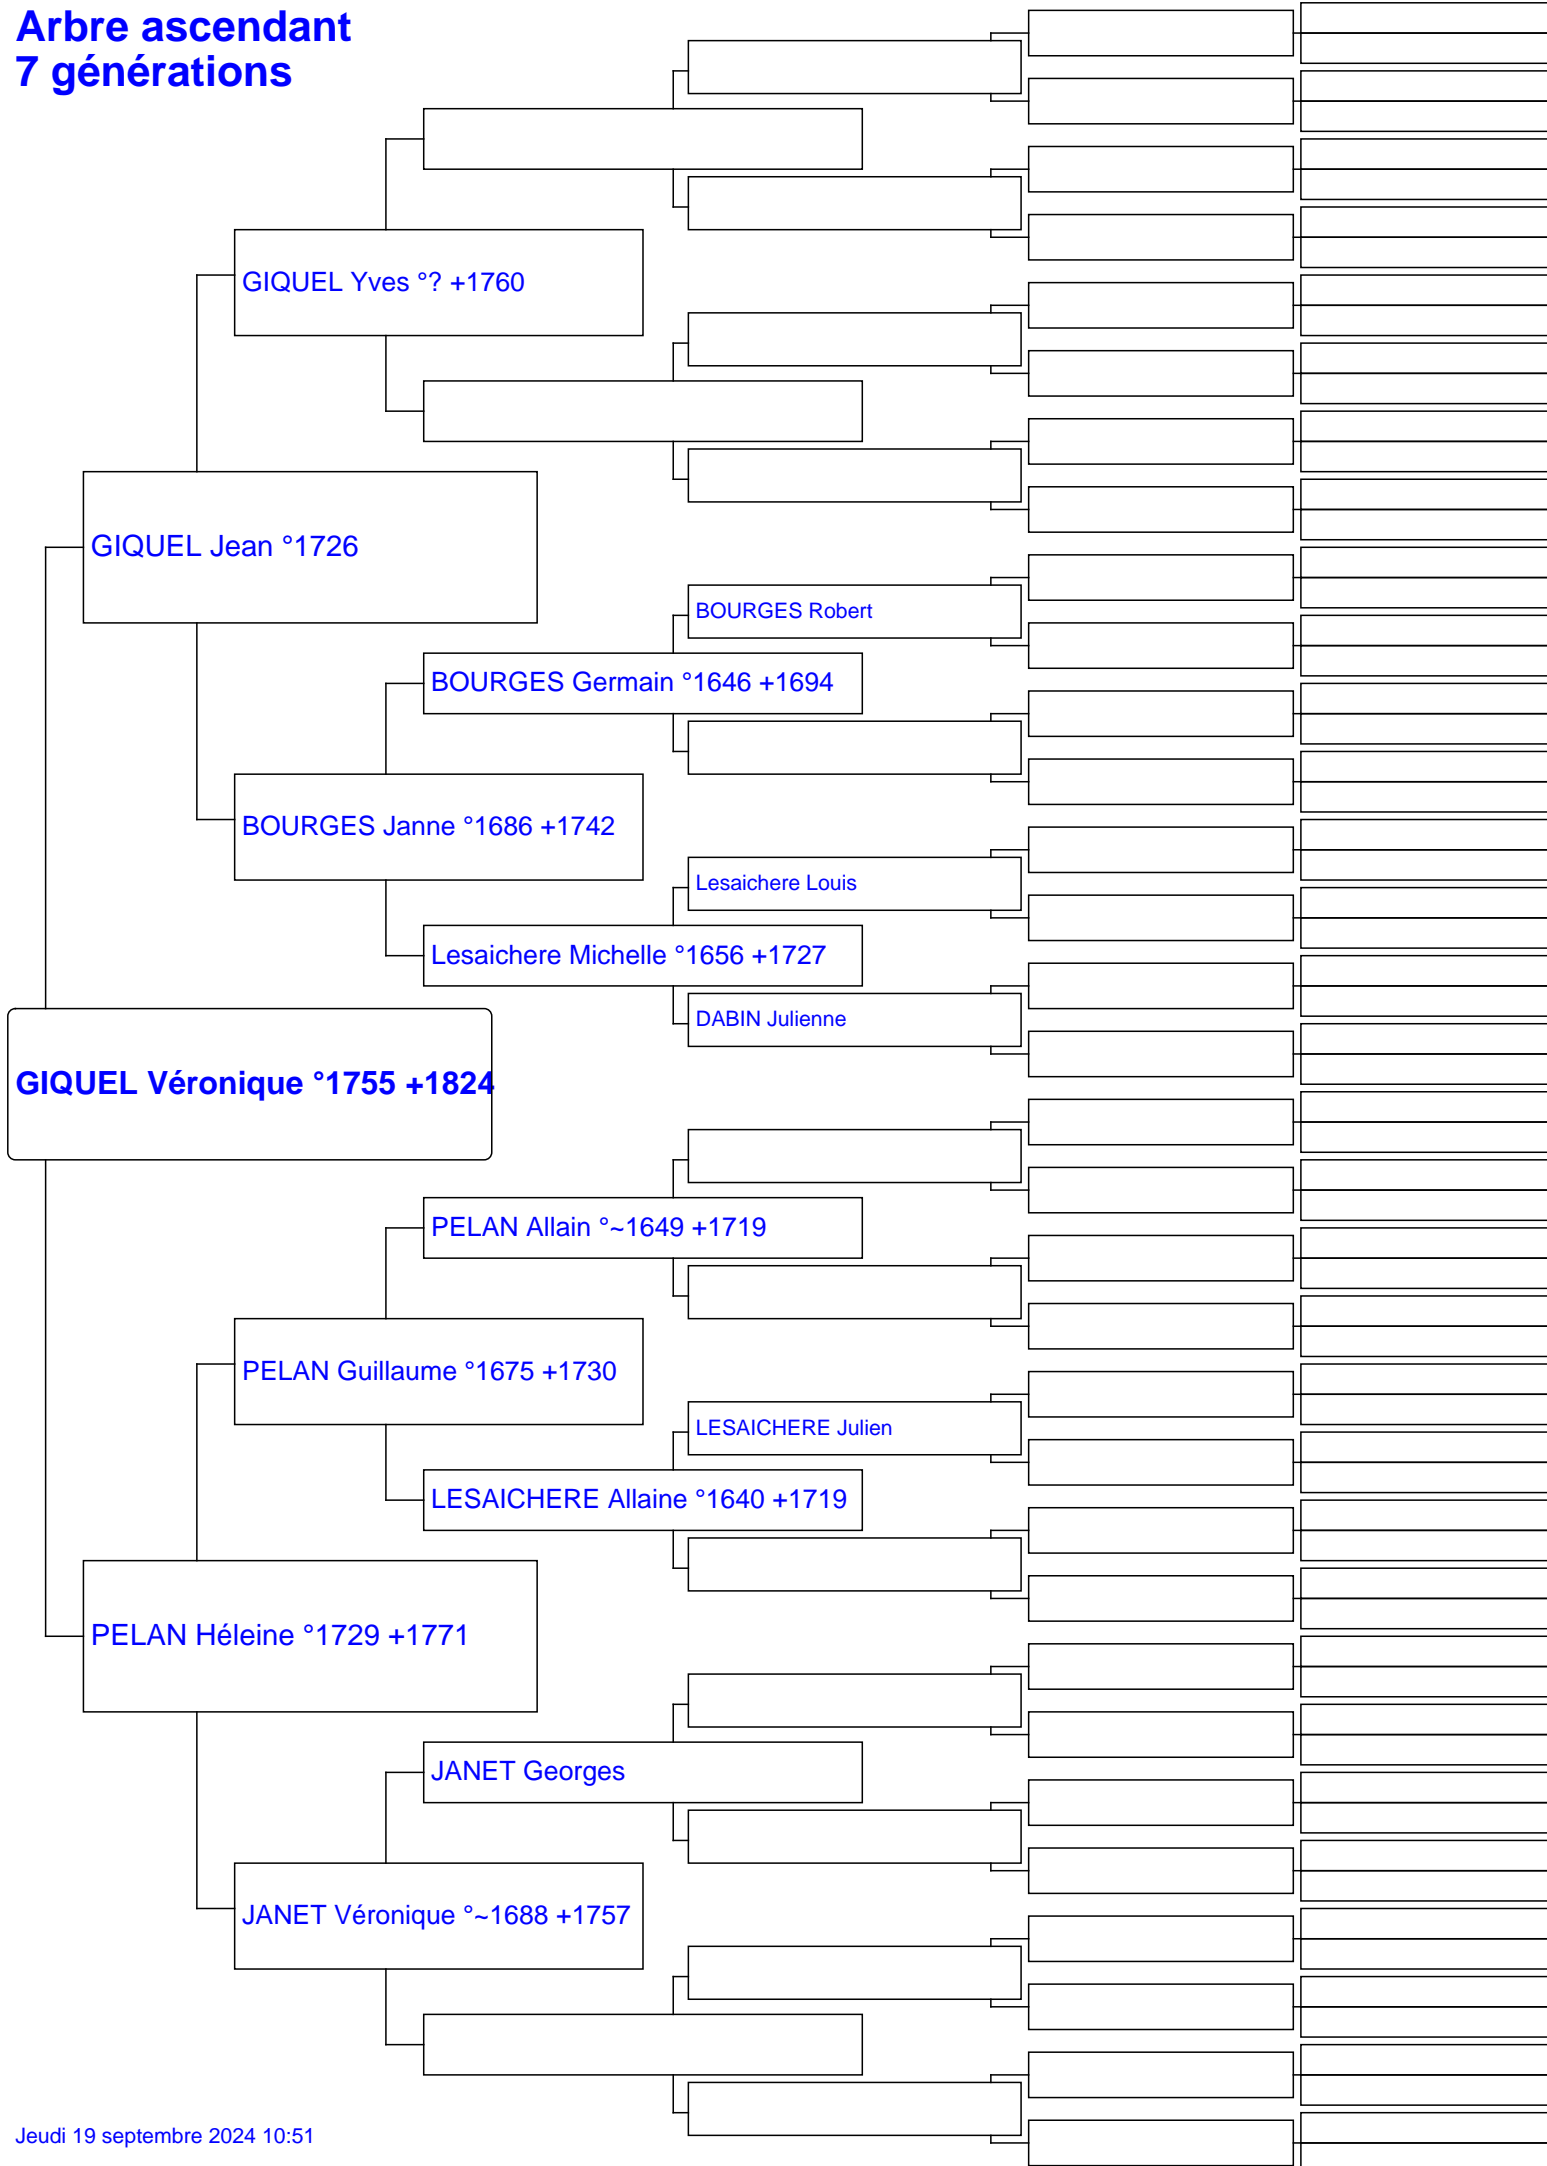 Arbre ascendant
7 générations
GIQUEL Yves °? +1760
GIQUEL Jean °1726
BOURGES Robert
BOURGES Germain °1646 +1694
BOURGES Janne °1686 +1742
Lesaichere Louis
Lesaichere Michelle °1656 +1727
DABIN Julienne
GIQUEL Véronique °1755 +1824
PELAN Allain °~1649 +1719
PELAN Guillaume °1675 +1730
LESAICHERE Julien
LESAICHERE Allaine °1640 +1719
PELAN Héleine °1729 +1771
JANET Georges
JANET Véronique °~1688 +1757
Jeudi 19 septembre 2024 10:51